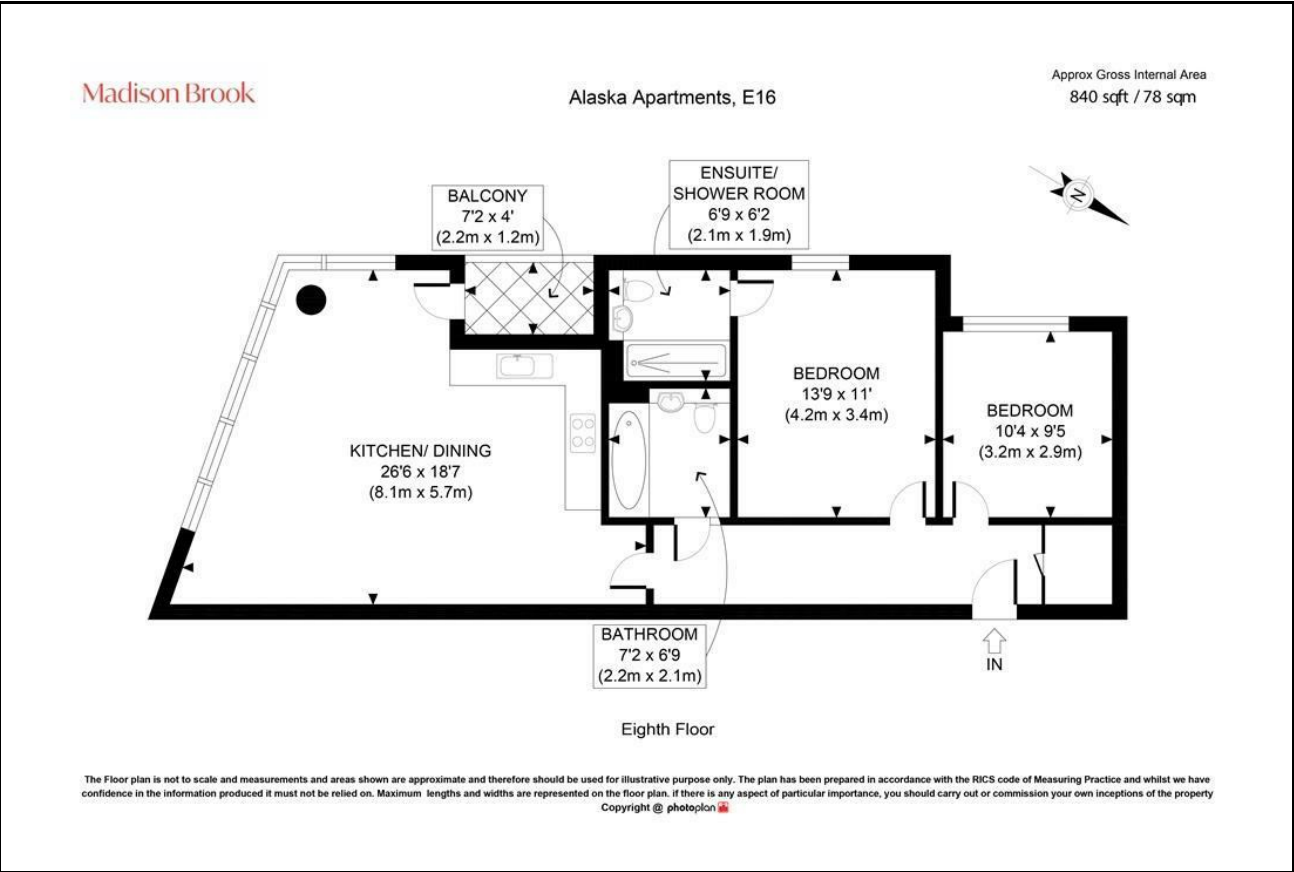 Madison Brook
Alaska Apartments, E16
Approx Gross Internal Area
840 sqft / 78 sqm
BALCONY
7'2 x 4'
(2.2m x 1.2m)
ENSUITE/
SHOWER ROOM
6'9 x 6'2
(2.1m x 1.9m)
N
BEDROOM
13'9 x 11'
(4.2m x 3.4m)
BEDROOM
10'4 x 9'5
(3.2m x 2.9m)
KITCHEN/ DINING
26'6 x 18'7
(8.1m x 5.7m)
BATHROOM
7'2 x 6'9
(2.2m x 2.1m)
IN
Eighth Floor
The Floor plan is not to scale and measurements and areas shown are approximate and therefore should be used for illustrative purpose only. The plan has been prepared in accordance with the RICS code of Measuring Practice and whilst we have
confidence in the information produced it must not be relied on. Maximum lengths and widths are represented on the floor plan. if there is any aspect of particular importance, you should carry out or commission your own inceptions of the property
Copyright @ photoplan